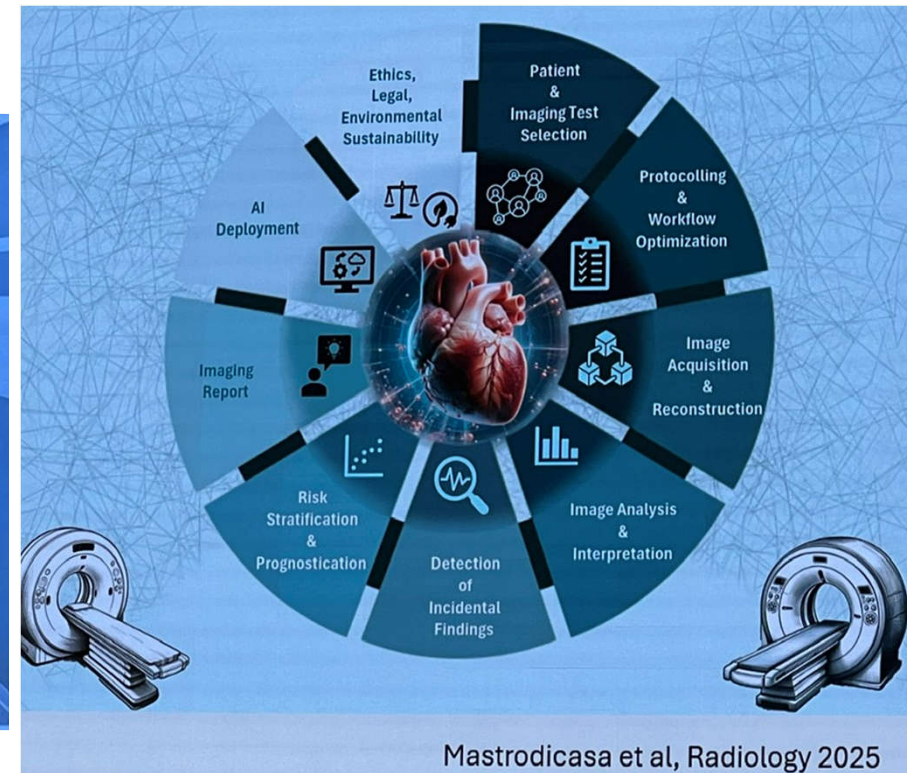 Ethics,
Legal,
Environmental
Sustainability
Patient
&
Imaging Test
Selection
Protocolling
&
Workflow
Optimization
Image
Acquisition
&
Reconstruction
Image Analysis
&
Interpretation
Detection
of
Incidental
Findings
Risk
Stratification
&
Prognostication
Imaging
Report
AI
Deployment
Mastrodicasa et al, Radiology 2025